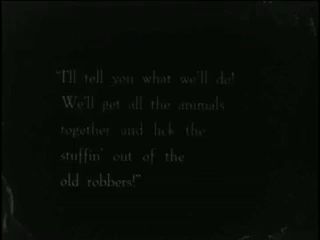 "I'll tell you what we'll do!
We'll get all the animals
together and lick the
stuffin' out of the
old robbers!"